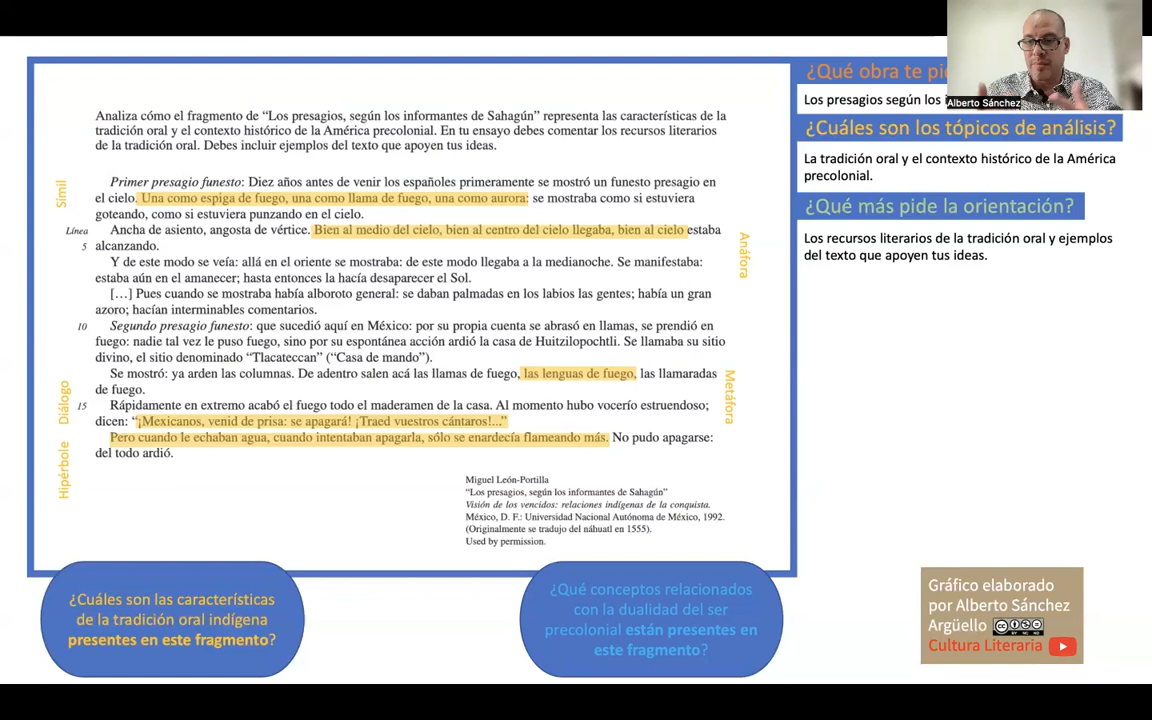 Analiza cómo el fragmento de “Los presagios, según los informantes de Sahagún” representa las características de la
tradición oral y el contexto histórico de la América precolonial. En tu ensayo debes comentar los recursos literarios
de la tradición oral. Debes incluir ejemplos del texto que apoyen tus ideas.
Símil
Primer presagio funesto: Diez años antes de venir los españoles primeramente se mostró un funesto presagio en
el cielo. Una como espiga de fuego, una como llama de fuego, una como aurora: se mostraba como si estuviera
goteando, como si estuviera punzando en el cielo.
Línea
Ancha de asiento, angosta de vértice. Bien al medio del cielo, bien al centro del cielo llegaba, bien al cielo estaba
5 alcanzando.
Anáfora
Y de este modo se veía: allá en el oriente se mostraba: de este modo llegaba a la medianoche. Se manifestaba:
estaba aún en el amanecer; hasta entonces la hacía desaparecer el Sol.
[…] Pues cuando se mostraba había alboroto general: se daban palmadas en los labios las gentes; había un gran
azoro; hacían interminables comentarios.
10 Segundo presagio funesto: que sucedió aquí en México: por su propia cuenta se abrasó en llamas, se prendió en
fuego: nadie tal vez le puso fuego, sino por su espontánea acción ardió la casa de Huitzilopochtli. Se llamaba su sitio
divino, el sitio denominado “Tlacateccan” (“Casa de mando”).
Se mostró: ya arden las columnas. De adentro salen acá las llamas de fuego, las lenguas de fuego, las llamaradas
de fuego.
Metáfora
Diálogo
15 Rápidamente en extremo acabó el fuego todo el maderamen de la casa. Al momento hubo vocerío estruendoso;
dicen: “¡Mexicanos, venid de prisa: se apagará! ¡Traed vuestros cántaros!...”
Hipérbole
Pero cuando le echaban agua, cuando intentaban apagarla, sólo se enardecía flameando más. No pudo apagarse:
del todo ardió.
Miguel León-Portilla
“Los presagios, según los informantes de Sahagún”
Visión de los vencidos: relaciones indígenas de la conquista.
México, D. F.: Universidad Nacional Autónoma de México, 1992.
(Originalmente se tradujo del náhuatl en 1555).
Used by permission.
¿Cuáles son las características
de la tradición oral indígena
presentes en este fragmento?
¿Qué conceptos relacionados
con la dualidad del ser
precolonial están presentes en
este fragmento?
¿Qué obra te
Los presagios según los
Alberto Sánchez
¿Cuáles son los tópicos de análisis?
La tradición oral y el contexto histórico de la América
precolonial.
¿Qué más pide la orientación?
Los recursos literarios de la tradición oral y ejemplos
del texto que apoyen tus ideas.
Gráfico elaborado
por Alberto Sánchez
Argüello
Cultura Literaria